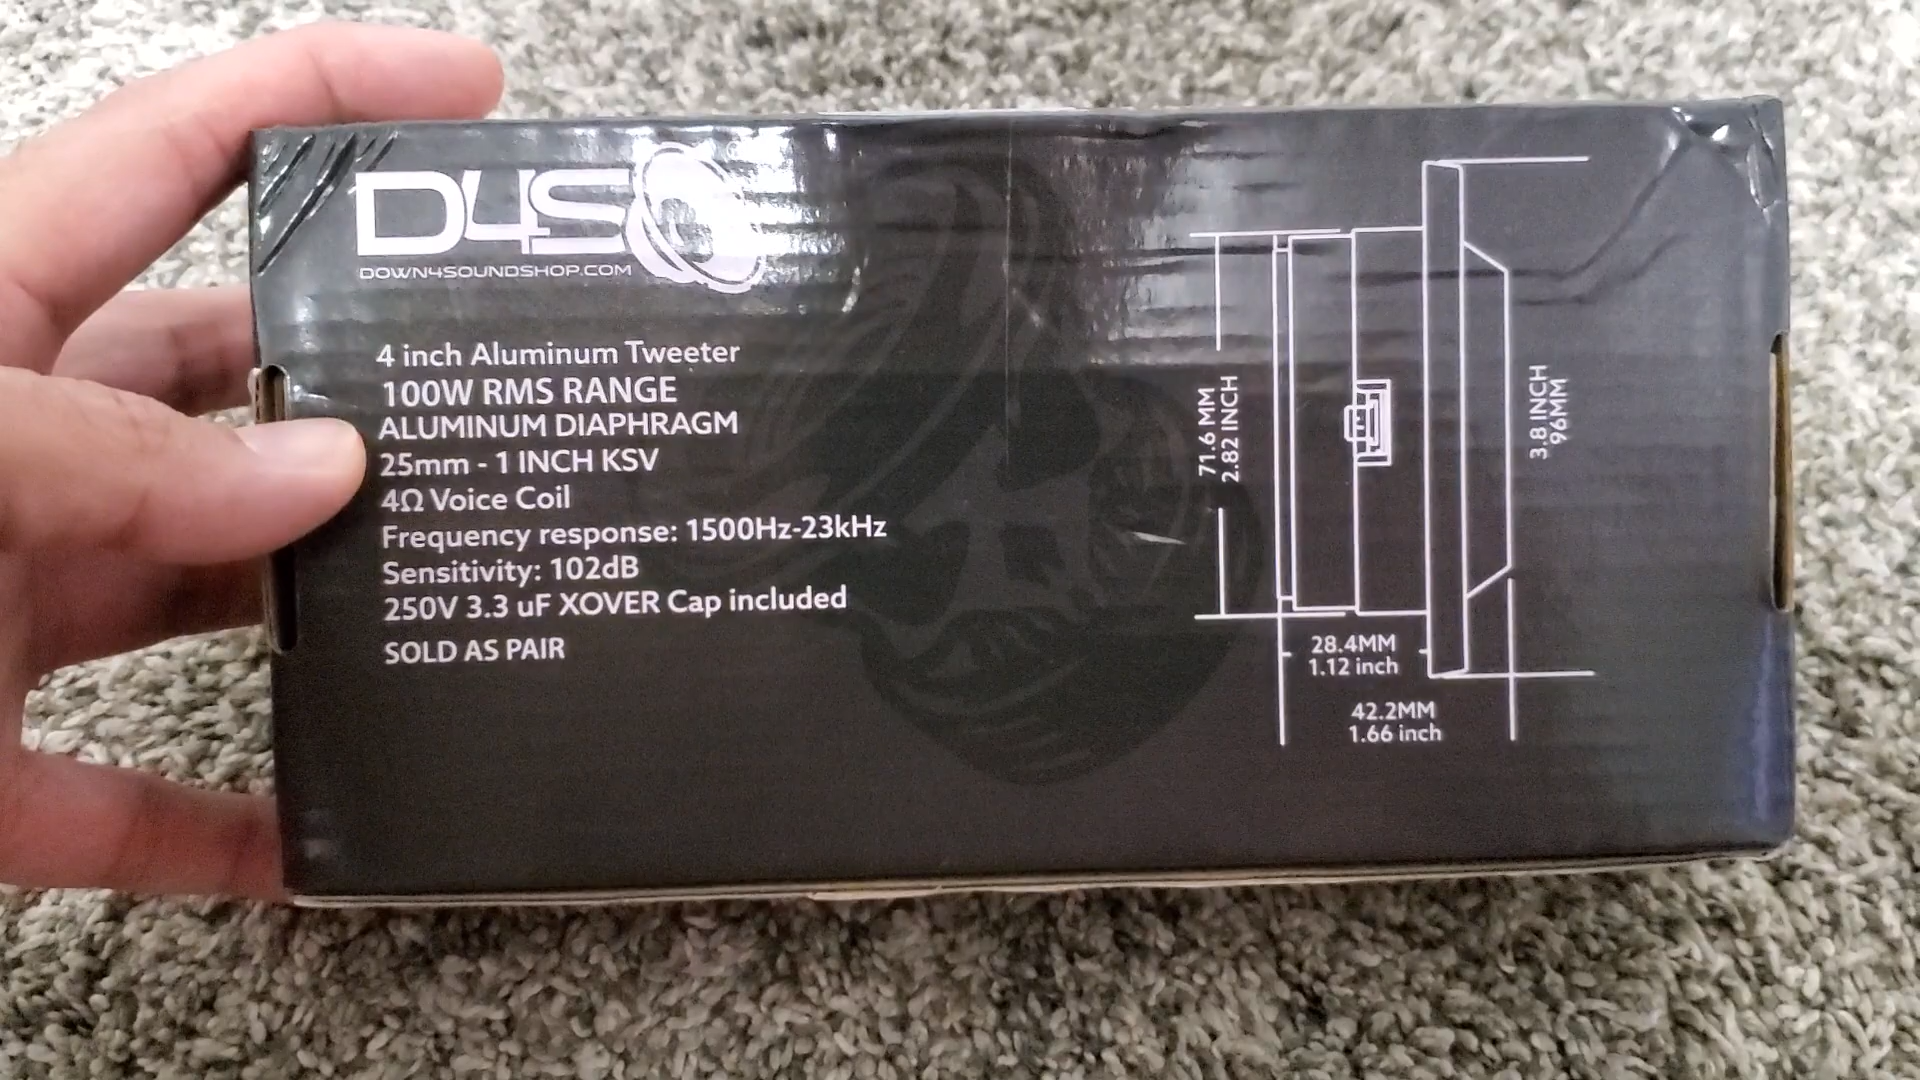 D4S
DOWN4SOUNDSHOP.COM
4 inch Aluminum Tweeter
100W RMS RANGE
ALUMINUM DIAPHRAGM
25mm - 1 INCH KSV
4Ω Voice Coil
Frequency response: 1500Hz-23kHz
Sensitivity: 102dB
250V 3.3 uF XOVER Cap included
SOLD AS PAIR
71.6 MM
2.82 INCH
3.8 INCH
96MM
28.4MM
1.12 inch
42.2MM
1.66 inch